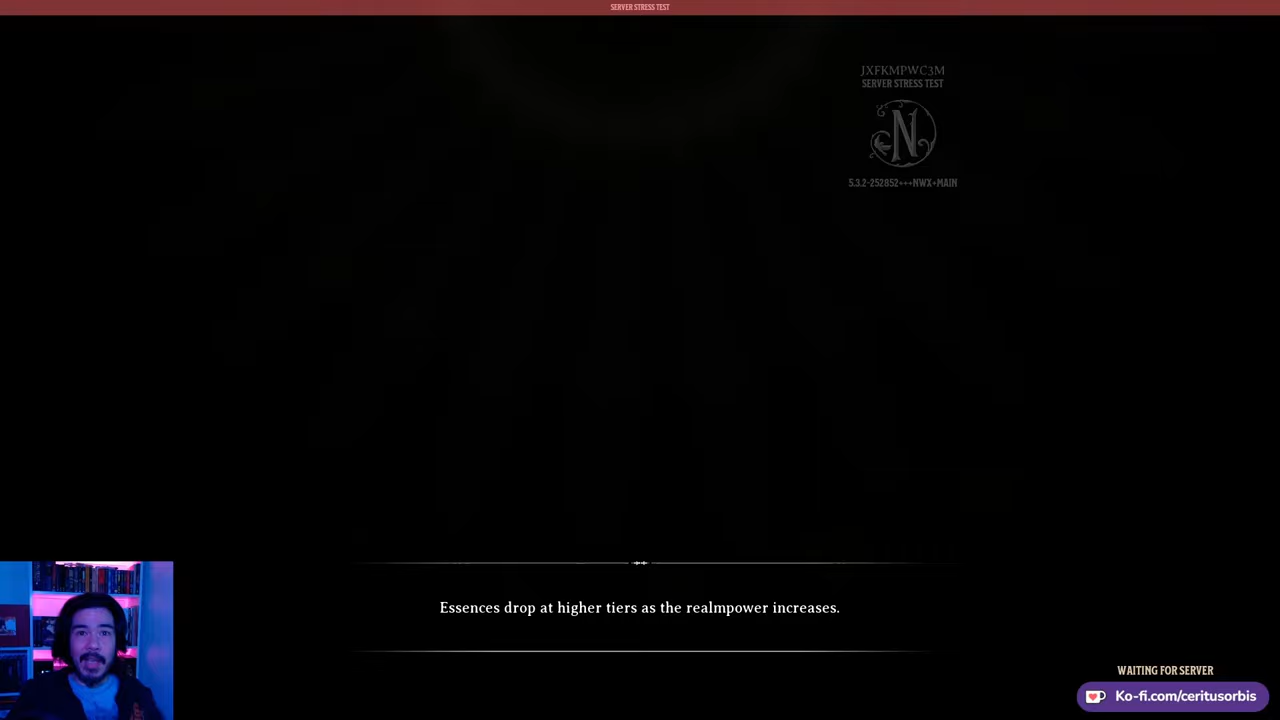 SERVER STRESS TEST
JXFKMPWC3M
SERVER STRESS TEST
N
5.3.2-252852+++NWX+MAIN
Essences drop at higher tiers as the realmpower increases.
WAITING FOR SERVER
Ko-fi.com/ceritusorbis